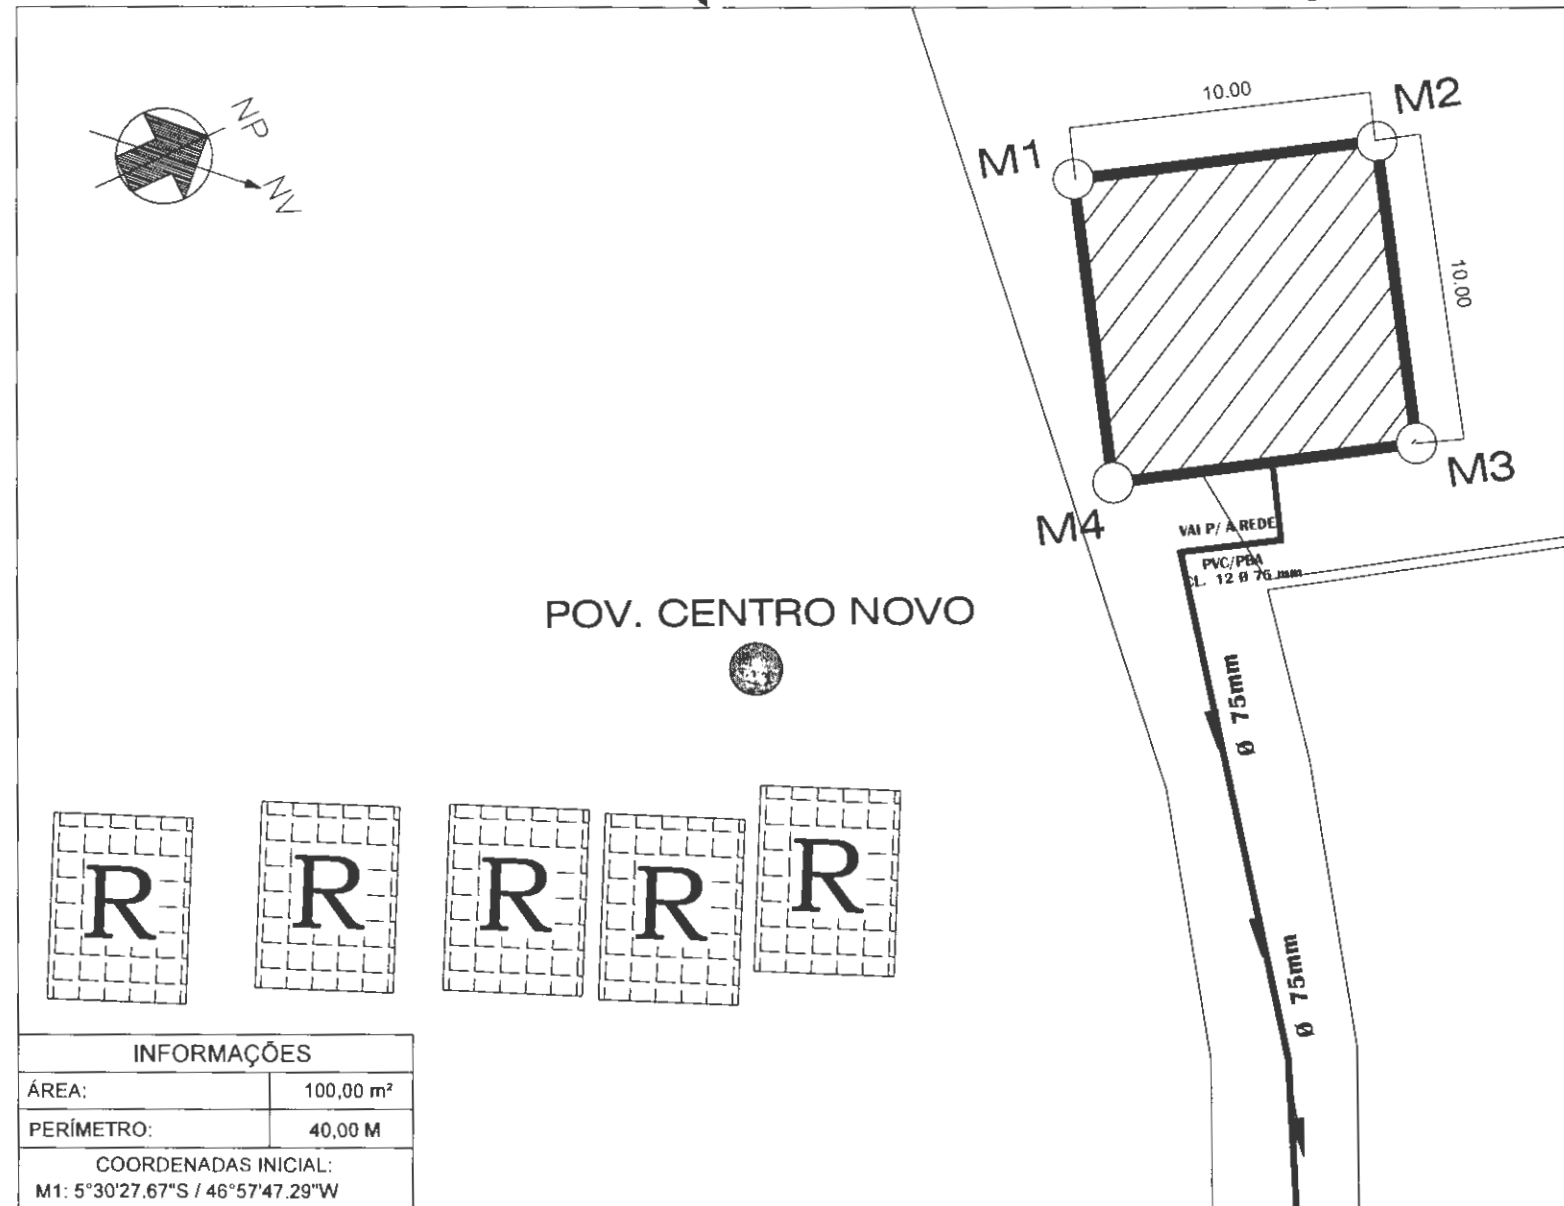 NP
NV
10.00
M2
M1
10.00
M3
M4
VAI P/ A REDE
PVC/PBA
CL. 12 Ø 75 mm
POV. CENTRO NOVO
Ø 75mm
R
R
R
R
R
Ø 75mm
INFORMAÇÕES
ÁREA: 100,00 m²
PERÍMETRO: 40,00 M
COORDENADAS INICIAL:
M1: 5°30'27.67"S / 46°57'47.29"W